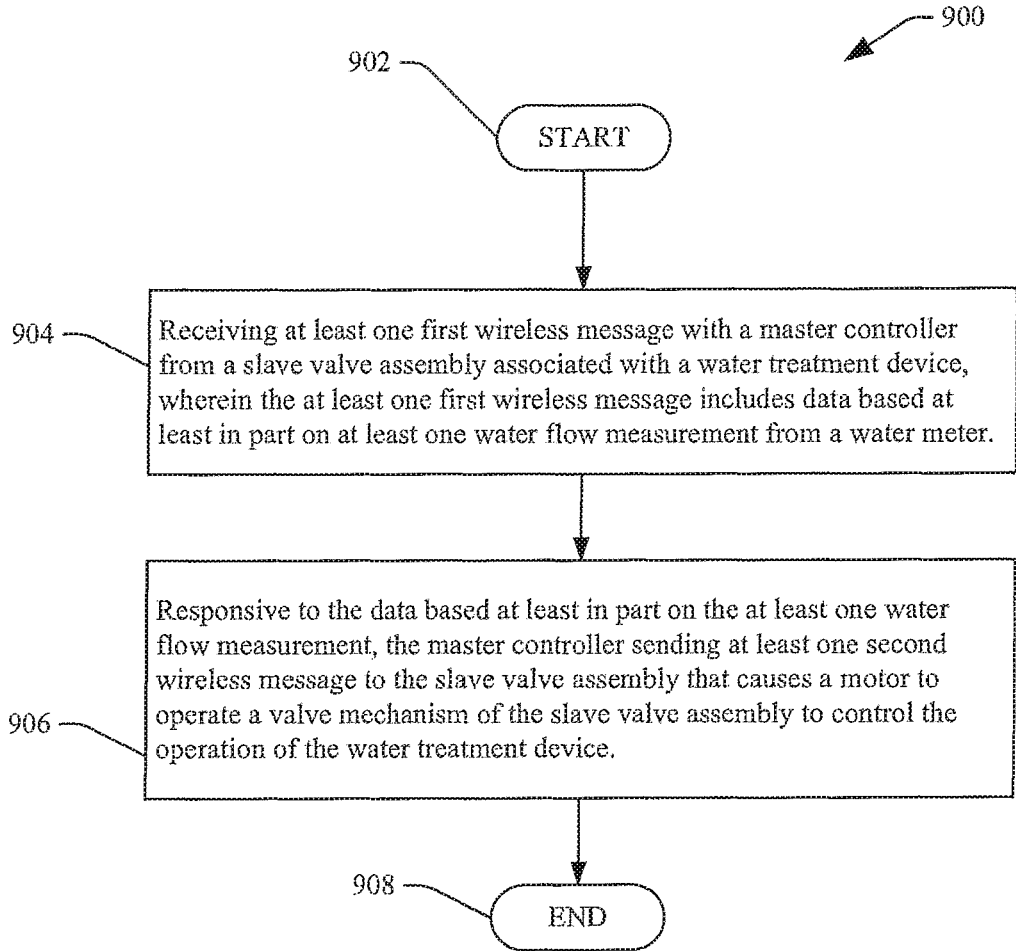 900
902
START
904
Receiving at least one first wireless message with a master controller
from a slave valve assembly associated with a water treatment device,
wherein the at least one first wireless message includes data based at
least in part on at least one water flow measurement from a water meter.
Responsive to the data based at least in part on the at least one water
flow measurement, the master controller sending at least one second
wireless message to the slave valve assembly that causes a motor to
operate a valve mechanism of the slave valve assembly to control the
operation of the water treatment device.
906
908
END